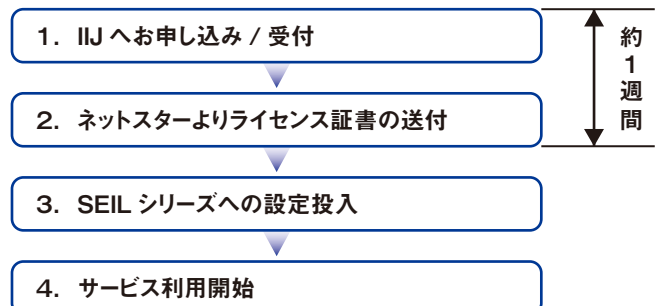 1. IIJ へお申し込み / 受付
約1週間
2. ネットスターよりライセンス証書の送付
3. SEIL シリーズへの設定投入
4. サービス利用開始